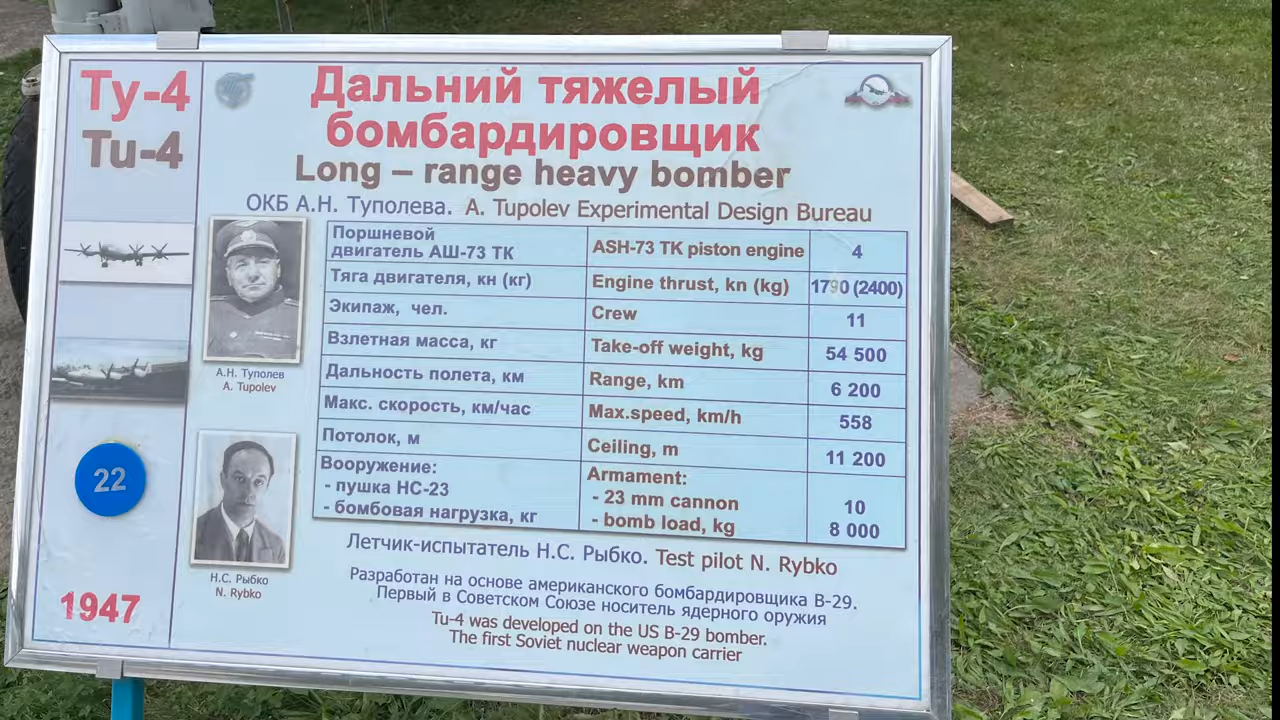 Ту-4
Tu-4
Дальний тяжелый
бомбардировщик
Long – range heavy bomber
ОКБ А.Н. Туполева. A. Tupolev Experimental Design Bureau
Поршневой
двигатель АШ-73 ТК
ASH-73 TK piston engine
4
Тяга двигателя, кн (кг)
Engine thrust, kn (kg)
1790 (2400)
Экипаж, чел.
Crew
11
Взлетная масса, кг
Take-off weight, kg
54 500
Дальность полета, км
Range, km
6 200
Макс. скорость, км/час
Max.speed, km/h
558
Потолок, м
Ceiling, m
11 200
Вооружение:
- пушка НС-23
- бомбовая нагрузка, кг
Armament:
- 23 mm cannon
- bomb load, kg
10
8 000
А.Н. Туполев
A. Tupolev
Н.С. Рыбко
N. Rybko
22
1947
Летчик-испытатель Н.С. Рыбко. Test pilot N. Rybko
Разработан на основе американского бомбардировщика В-29.
Первый в Советском Союзе носитель ядерного оружия
Tu-4 was developed on the US B-29 bomber.
The first Soviet nuclear weapon carrier